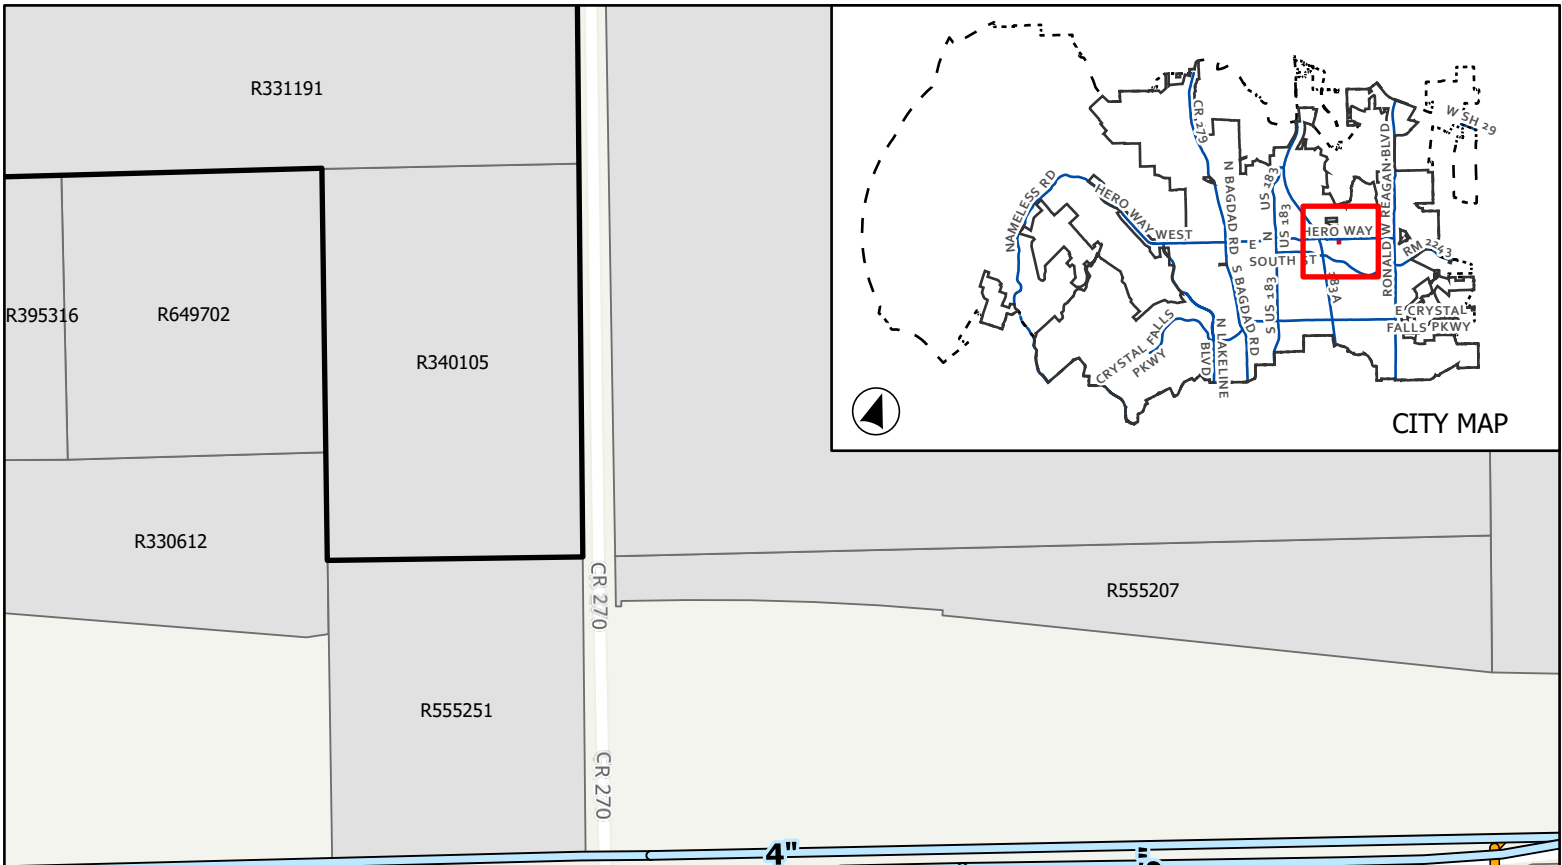 R331191
R395316
R649702
R340105
R330612
R555251
R555207
CR 270
CR 270
4"
W SH 29
CR 279
N BAGDAD RD
US 183
N
US 183
RONALD W REAGAN BLVD
NAMELESS RD
HERO WAY
WEST
E
HERO WAY
SOUTH ST
RM 2243
183A
S BAGDAD RD
S US 183
E CRYSTAL
FALLS PKWY
CRYSTAL FALLS
PKWY
N LAKELINE
BLVD
CITY MAP